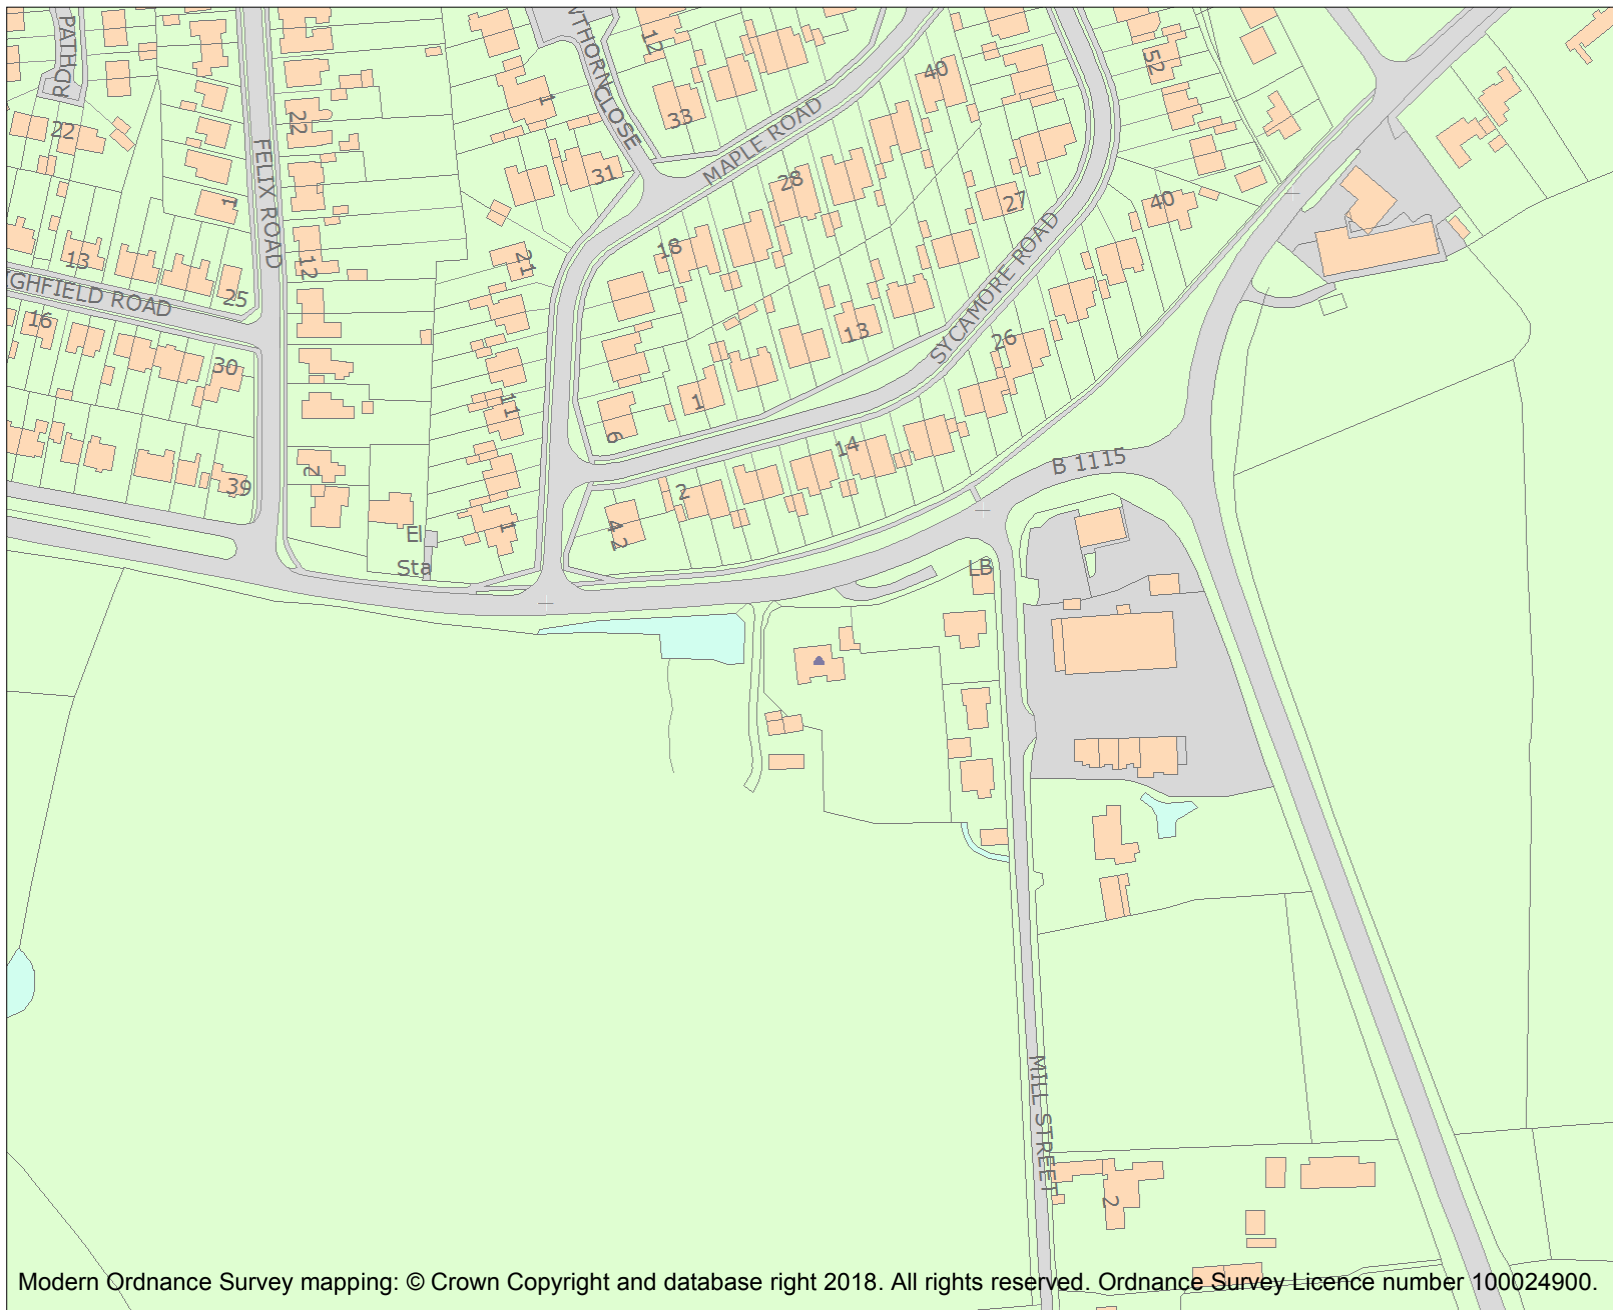 PATH
RDH
22
FELIX ROAD
22
1
12
13
25
GHFIELD ROAD
16
30
39
2
El
Sta
THORN CLOSE
12
1
33
31
MAPLE ROAD
40
28
18
21
52
27
40
SYCAMORE ROAD
13
26
11
1
6
14
2
1
42
B 1115
LB
MILL STREET
2
Modern Ordnance Survey mapping: © Crown Copyright and database right 2018. All rights reserved. Ordnance Survey Licence number 100024900.